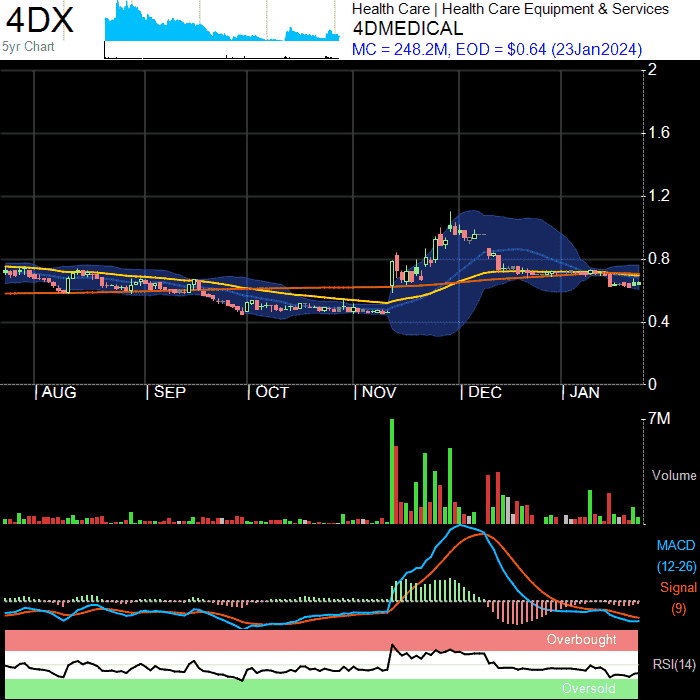 4DX
5yr Chart
Health Care | Health Care Equipment & Services
4DMEDICAL
MC = 248.2M, EOD = $0.64 (23Jan2024)
2
1.6
1.2
0.8
0.4
0
AUG
SEP
OCT
NOV
DEC
JAN
7M
Volume
MACD
(12-26)
Signal
(9)
Overbought
RSI(14)
Oversold